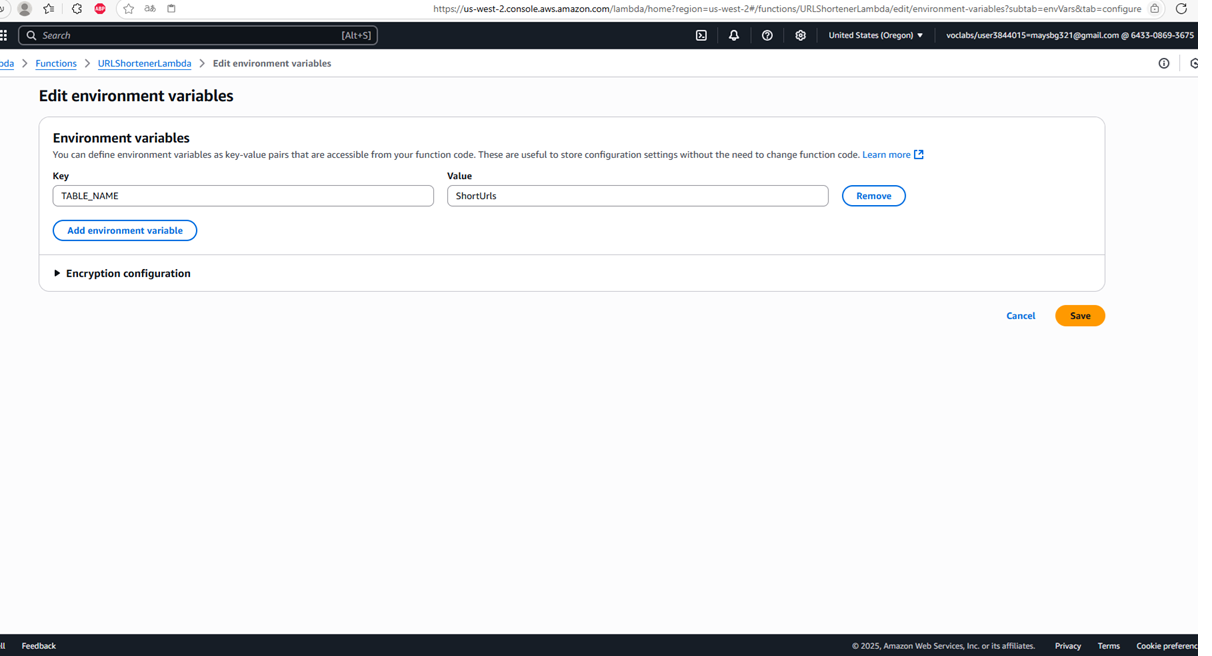 ABP
https://us-west-2.console.aws.amazon.com/lambda/home?region=us-west-2#/functions/URLShortenerLambda/edit/environment-variables?subtab=envVars&tab=configure
Search [Alt+S] United States (Oregon) voclabs/user3844015=maysbg321@gmail.com @ 6433-0869-3675
bda Functions URLShortenerLambda Edit environment variables
Edit environment variables
Environment variables
You can define environment variables as key-value pairs that are accessible from your function code. These are useful to store configuration settings without the need to change function code. Learn more
Key Value
TABLE_NAME ShortUrls Remove
Add environment variable
Encryption configuration
Cancel Save
ll Feedback © 2025, Amazon Web Services, Inc. or its affiliates. Privacy Terms Cookie preferenc